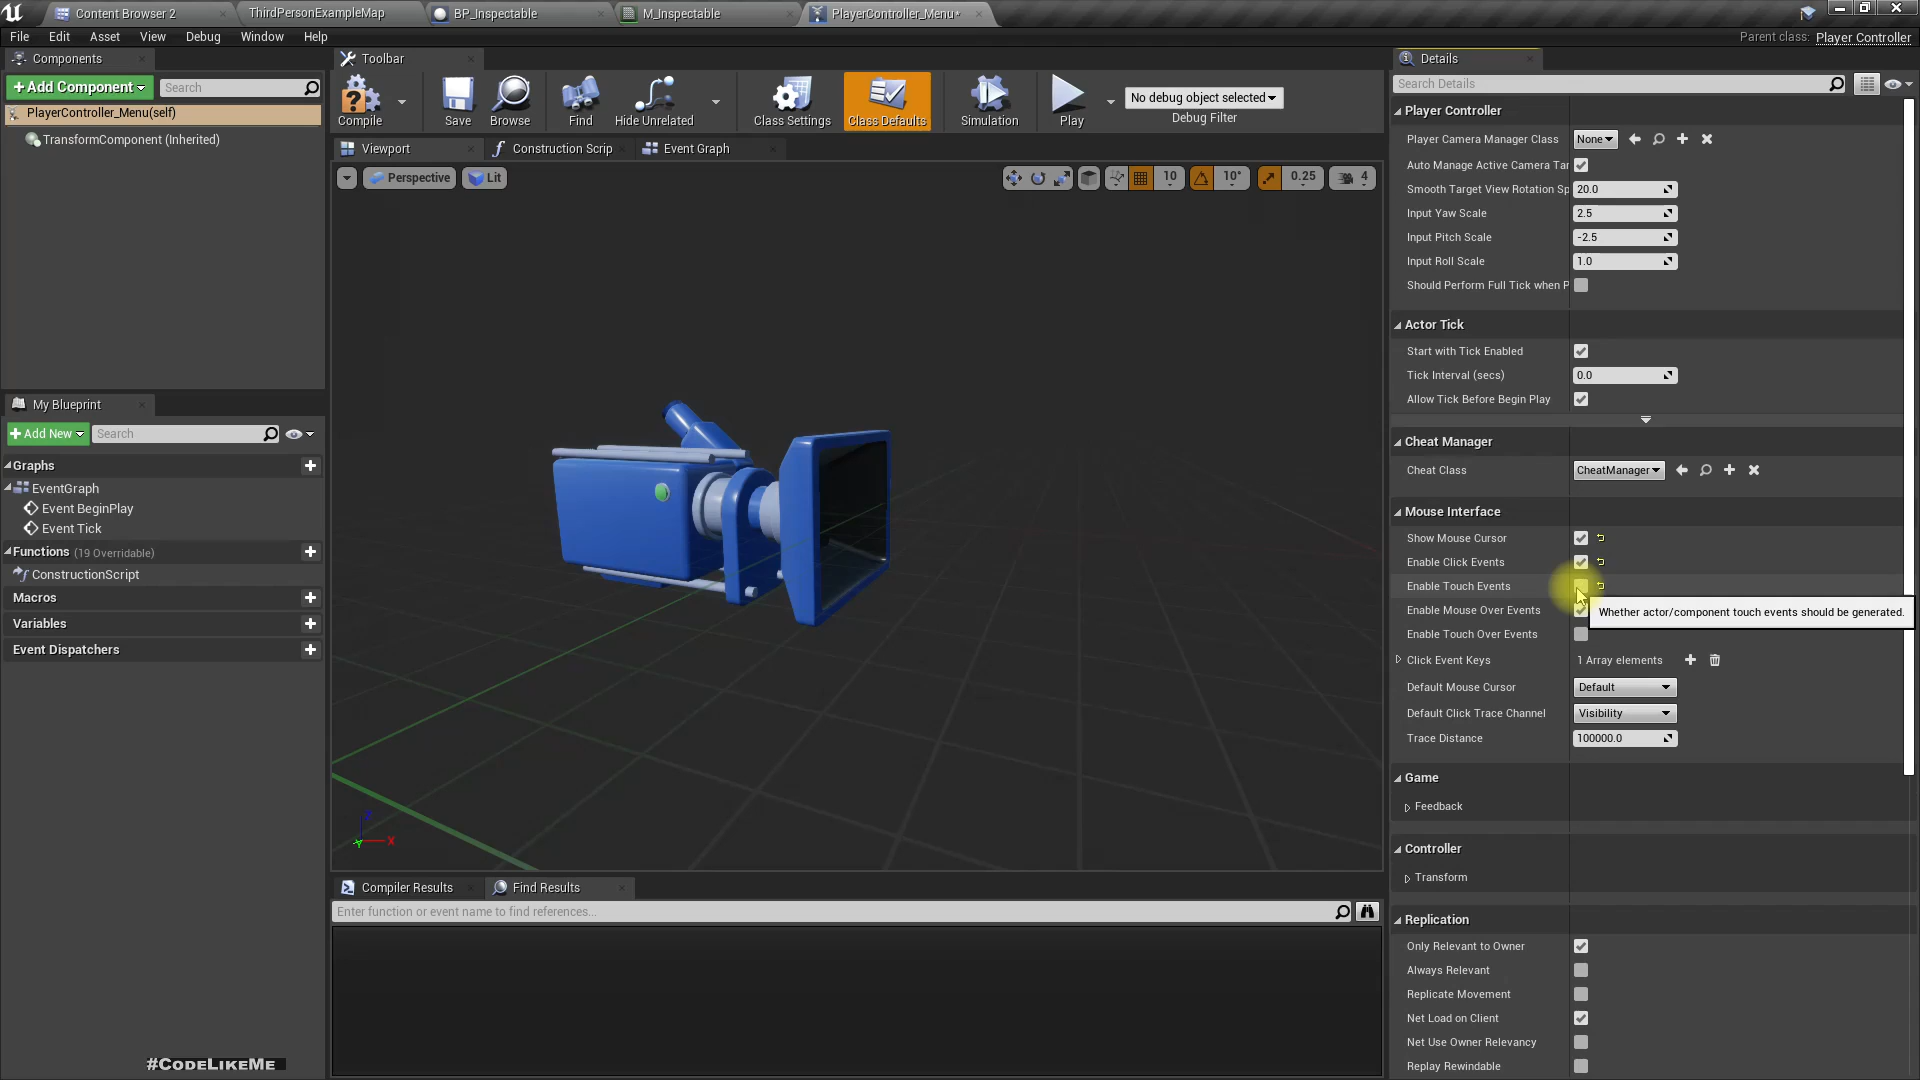 Content Browser 2
ThirdPersonExampleMap
BP_Inspectable
M_Inspectable
PlayerController_Menu*
File
Edit
Asset
View
Debug
Window
Help
Parent class: Player Controller
Components
+Add Component
Search
PlayerController_Menu(self)
TransformComponent (Inherited)
My Blueprint
+Add New
Search
Graphs
EventGraph
Event BeginPlay
Event Tick
Functions (19 Overridable)
ConstructionScript
Macros
Variables
Event Dispatchers
#CodeLikeMe
Toolbar
Compile
Save
Browse
Find
Hide Unrelated
Class Settings
Class Defaults
Simulation
Play
No debug object selected
Debug Filter
Viewport
Construction Scrip
Event Graph
Perspective
Lit
10
10°
0.25
4
Z
X
Y
Compiler Results
Find Results
Enter function or event name to find references...
Details
Search Details
Player Controller
Player Camera Manager Class None
Auto Manage Active Camera Tar
Smooth Target View Rotation Sp 20.0
Input Yaw Scale 2.5
Input Pitch Scale -2.5
Input Roll Scale 1.0
Should Perform Full Tick when P
Actor Tick
Start with Tick Enabled
Tick Interval (secs) 0.0
Allow Tick Before Begin Play
Cheat Manager
Cheat Class CheatManager
Mouse Interface
Show Mouse Cursor
Enable Click Events
Enable Touch Events
Whether actor/component touch events should be generated.
Enable Mouse Over Events
Enable Touch Over Events
Click Event Keys 1 Array elements
Default Mouse Cursor Default
Default Click Trace Channel Visibility
Trace Distance 100000.0
Game
Feedback
Controller
Transform
Replication
Only Relevant to Owner
Always Relevant
Replicate Movement
Net Load on Client
Net Use Owner Relevancy
Replay Rewindable